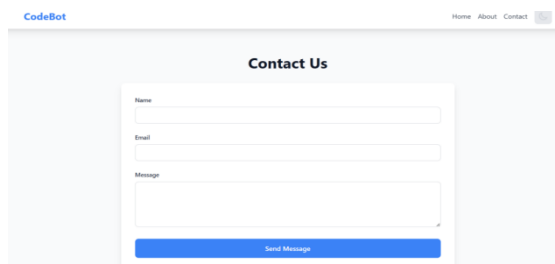 CodeBot
Home About Contact
Contact Us
Name
Email
Message
Send Message